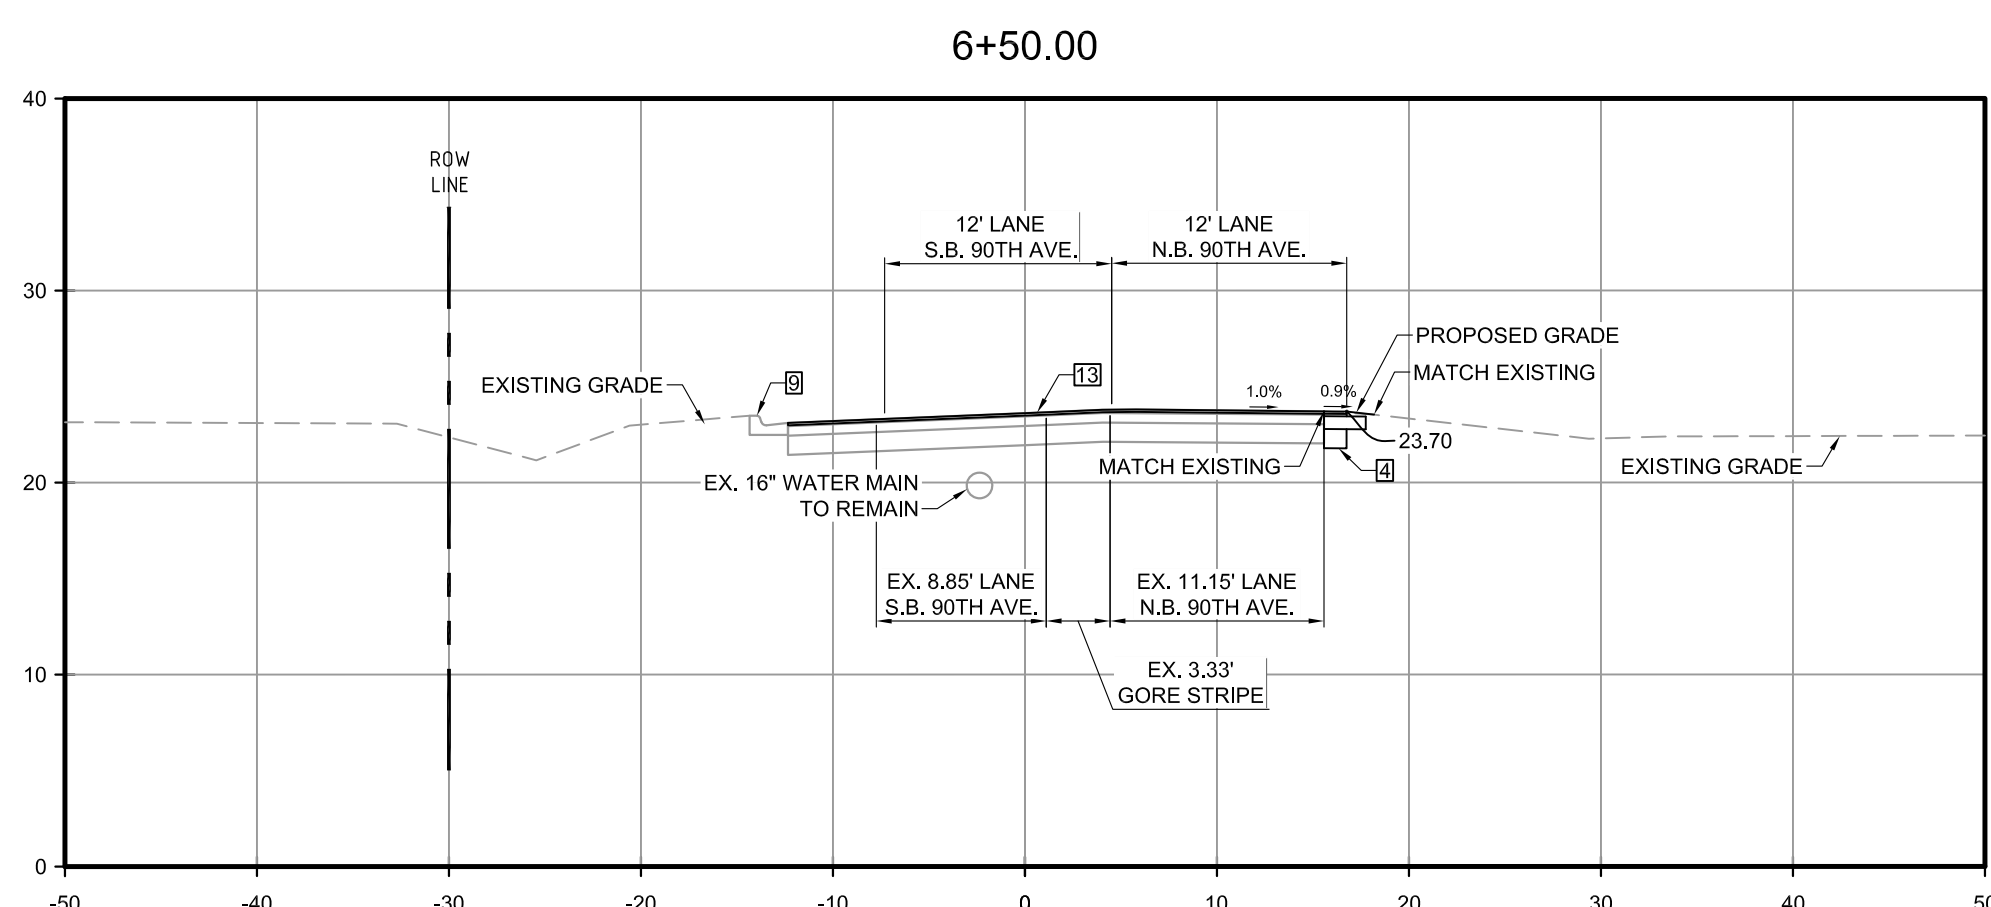 6+50.00
40
30
20
10
0
ROW
LINE
12' LANE
S.B. 90TH AVE.
12' LANE
N.B. 90TH AVE.
PROPOSED GRADE
MATCH EXISTING
EXISTING GRADE
9
13
1.0%
0.9%
23.70
MATCH EXISTING
4
EXISTING GRADE
EX. 16" WATER MAIN
TO REMAIN
EX. 8.85' LANE
S.B. 90TH AVE.
EX. 11.15' LANE
N.B. 90TH AVE.
EX. 3.33'
GORE STRIPE
-50 -40 -30 -20 -10 0 10 20 30 40 50